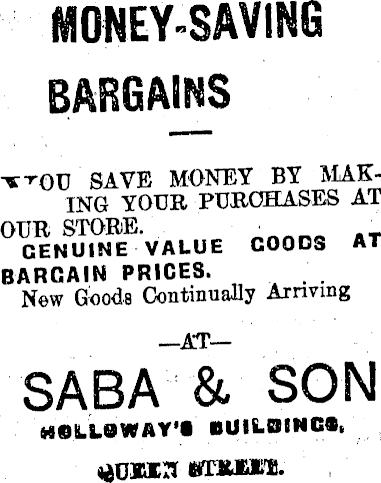 MONEY-SAVING
BARGAINS
YOU SAVE MONEY BY MAK-
ING YOUR PURCHASES AT
OUR STORE.
GENUINE VALUE GOODS AT
BARGAIN PRICES.
New Goods Continually Arriving
—AT—
SABA & SON
HOLLOWAY'S BUILDINGS,
QUEEN STREET.